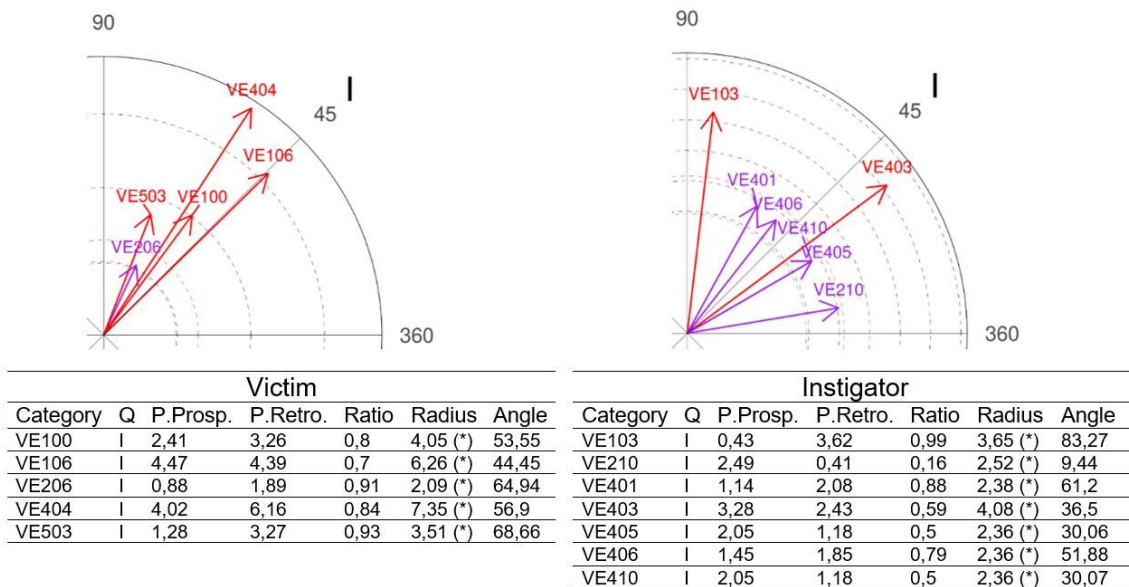 90
VE404
I
45
VE106
VE503
VE100
VE206
360
90
VE103
I
45
VE403
VE401
VE406
VE410
VE405
VE210
360
Victim
Category Q P.Prosp. P.Retro. Ratio Radius Angle
VE100 I 2,41 3,26 0,8 4,05 (*) 53,55
VE106 I 4,47 4,39 0,7 6,26 (*) 44,45
VE206 I 0,88 1,89 0,91 2,09 (*) 64,94
VE404 I 4,02 6,16 0,84 7,35 (*) 56,9
VE503 I 1,28 3,27 0,93 3,51 (*) 68,66
Instigator
Category Q P.Prosp. P.Retro. Ratio Radius Angle
VE103 I 0,43 3,62 0,99 3,65 (*) 83,27
VE210 I 2,49 0,41 0,16 2,52 (*) 9,44
VE401 I 1,14 2,08 0,88 2,38 (*) 61,2
VE403 I 3,28 2,43 0,59 4,08 (*) 36,5
VE405 I 2,05 1,18 0,5 2,36 (*) 30,06
VE406 I 1,45 1,85 0,79 2,36 (*) 51,88
VE410 I 2,05 1,18 0,5 2,36 (*) 30,07